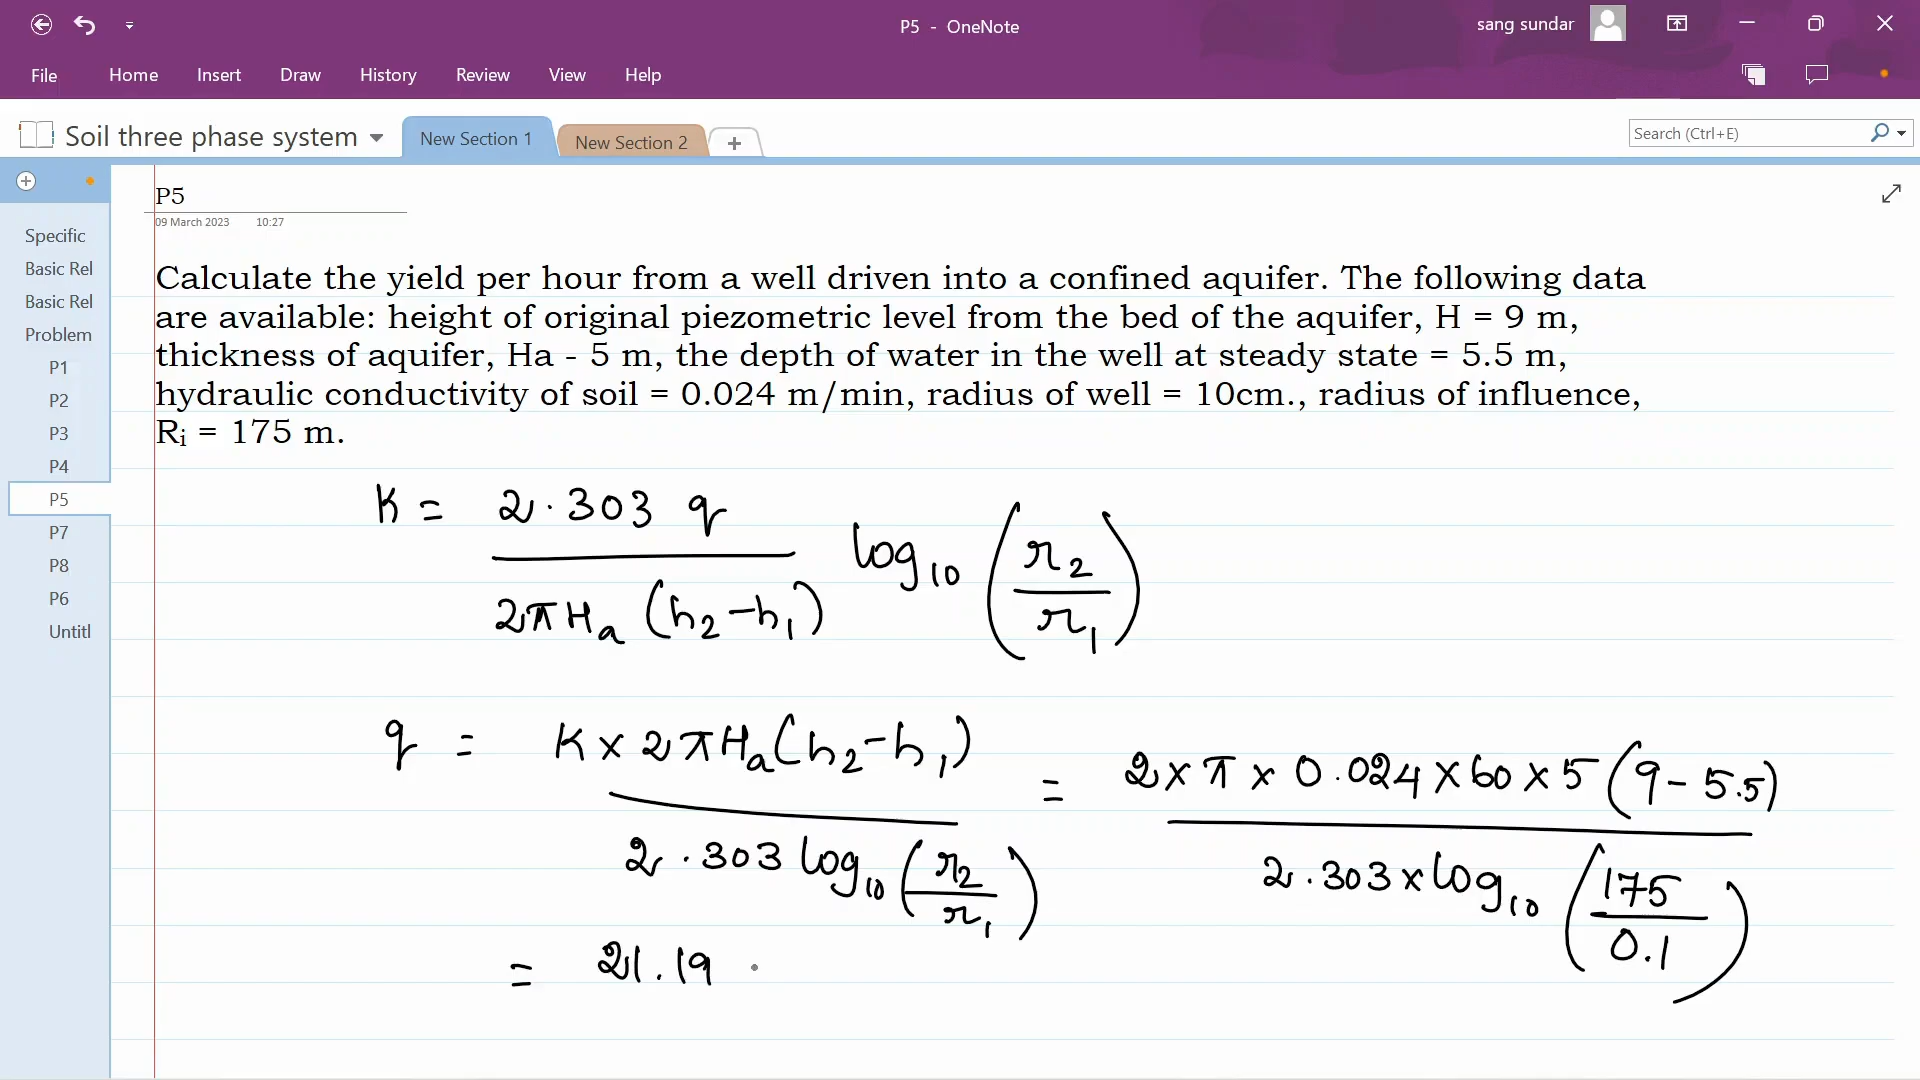 P5 - OneNote
sang sundar
File Home Insert Draw History Review View Help
Soil three phase system
New Section 1
New Section 2
Search (Ctrl+E)
P5
09 March 2023 10:27
Specific
Basic Rel
Basic Rel
Problem
P1
P2
P3
P4
P5
P7
P8
P6
Untitl
Calculate the yield per hour from a well driven into a confined aquifer. The following data
are available: height of original piezometric level from the bed of the aquifer, H = 9 m,
thickness of aquifer, Ha - 5 m, the depth of water in the well at steady state = 5.5 m,
hydraulic conductivity of soil = 0.024 m/min, radius of well = 10cm., radius of influence,
Rᵢ = 175 m.
K = 2.303 q / 2πHₐ (h₂-h₁) log₁₀ (r₂/r₁)
q = K × 2πHₐ(h₂-h₁) / 2.303 log₁₀ (r₂/r₁) = 2 × π × 0.024 × 60 × 5 (9 - 5.5) / 2.303 × log₁₀ (175/0.1)
= 21.19